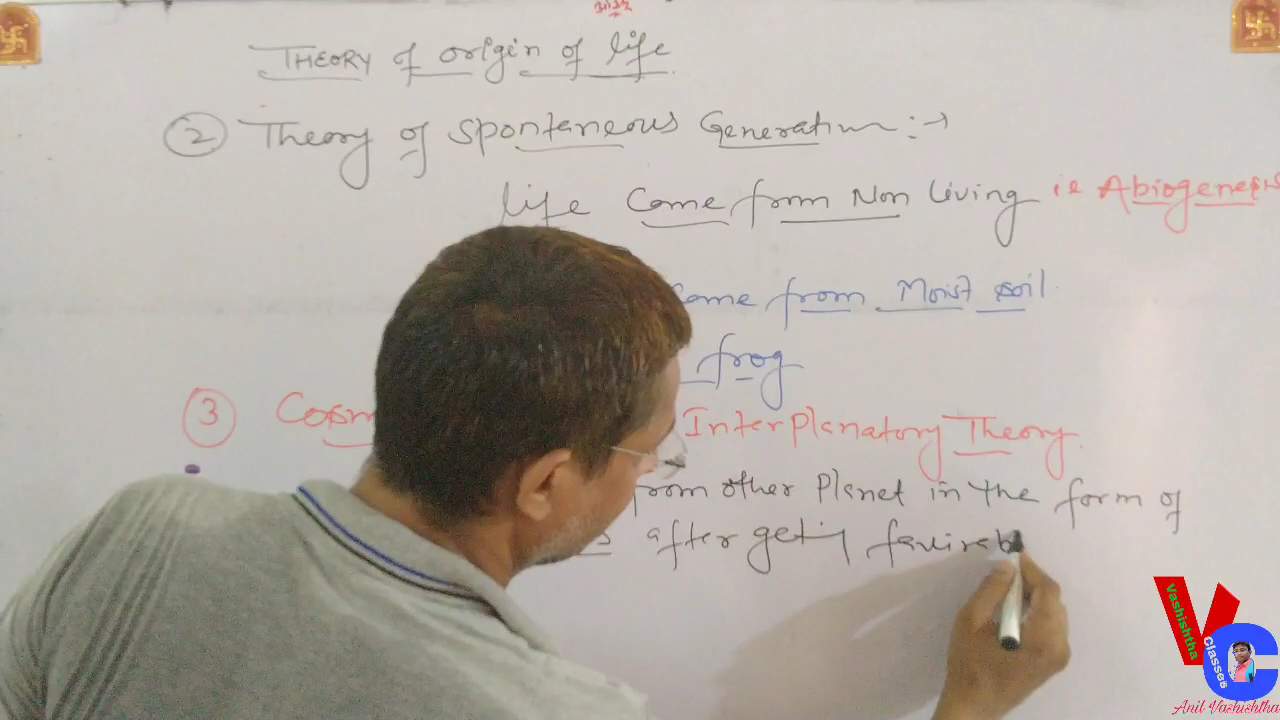 ओ३म्
THEORY of origin of life
2 Theory of Spontaneous Generation :→
life Come from Non Living ie Abiogenesis
Come from Moist soil
frog
3 Interplanatory Theory.
from other Planet in the form of
after
Vashishtha
Classes
Anil Vashishtha